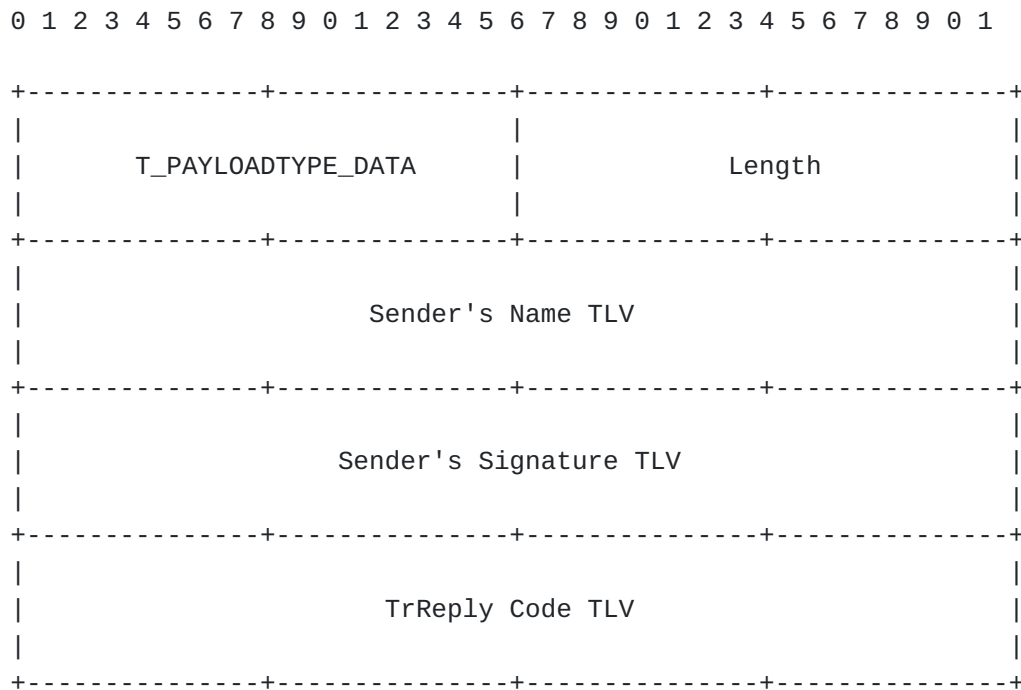 0 1 2 3 4 5 6 7 8 9 0 1 2 3 4 5 6 7 8 9 0 1 2 3 4 5 6 7 8 9 0 1
+---------------+---------------+---------------+---------------+
|                               |                               |
|       T_PAYLOADTYPE_DATA      |             Length            |
|                               |                               |
+---------------+---------------+---------------+---------------+
|                                                               |
|                      Sender's Name TLV                        |
|                                                               |
+---------------+---------------+---------------+---------------+
|                                                               |
|                    Sender's Signature TLV                     |
|                                                               |
+---------------+---------------+---------------+---------------+
|                                                               |
|                       TrReply Code TLV                        |
|                                                               |
+---------------+---------------+---------------+---------------+